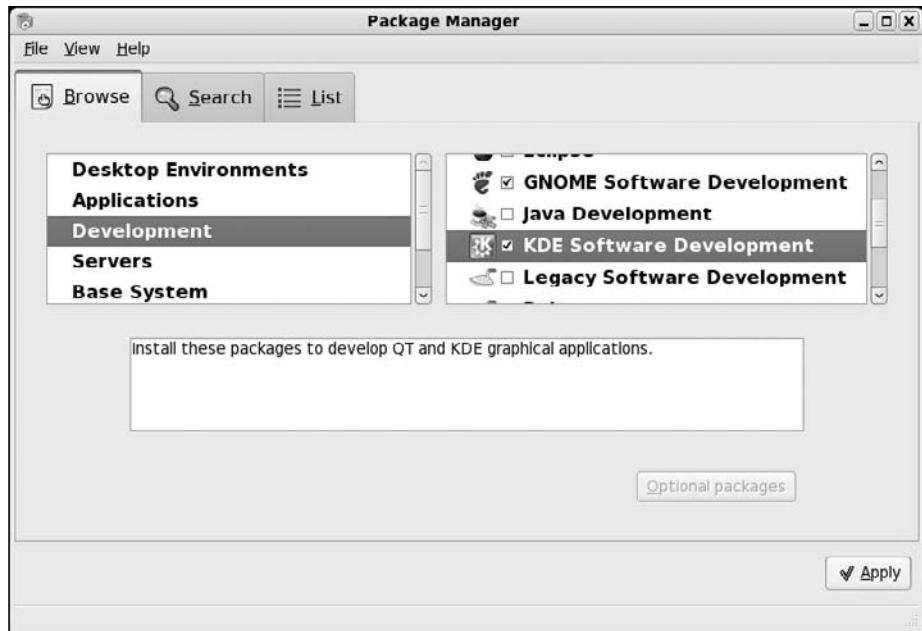 Package Manager
File View Help
Browse Search List
Desktop Environments
Applications
Development
Servers
Base System
Eclipse
GNOME Software Development
Java Development
KDE Software Development
Legacy Software Development
Install these packages to develop QT and KDE graphical applications.
Optional packages
Apply